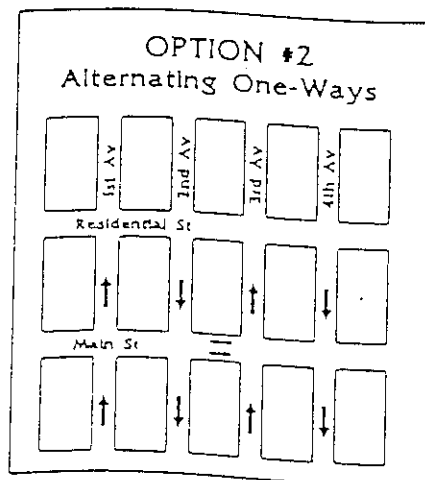 OPTION #2
Alternating One-Ways
1st AV
2nd AV
3rd AV
4th AV
Residential St
Main St